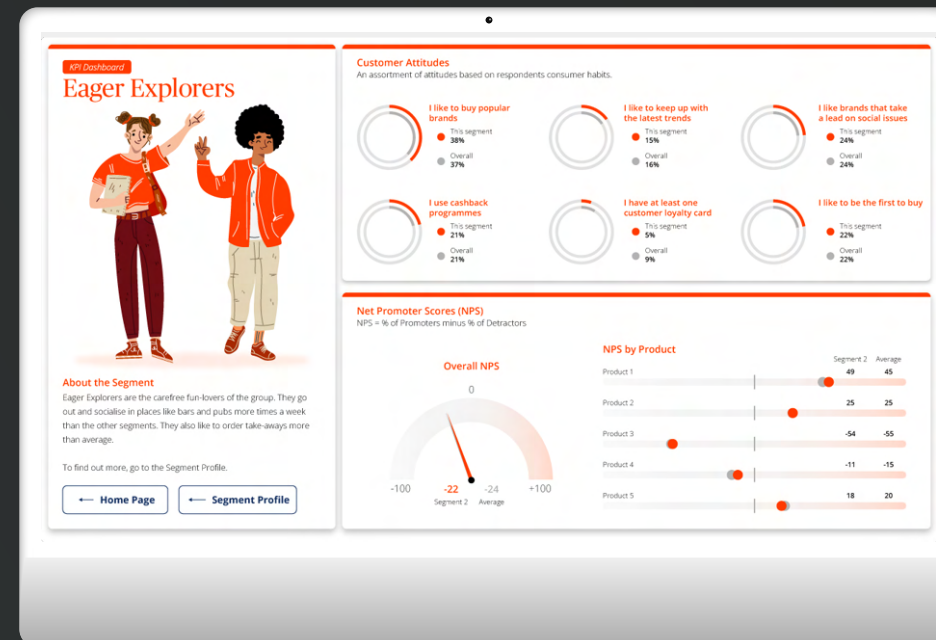 KPI Dashboard
Eager Explorers
About the Segment
Eager Explorers are the carefree fun-lovers of the group. They go
out and socialise in places like bars and pubs more times a week
than the other segments. They also like to order take-aways more
than average.
To find out more, go to the Segment Profile.
Home Page
Segment Profile
Customer Attitudes
An assortment of attitudes based on respondents consumer habits.
I like to buy popular
brands
This segment
38%
Overall
37%
I like to keep up with
the latest trends
This segment
15%
Overall
16%
I like brands that take
a lead on social issues
This segment
24%
Overall
24%
I use cashback
programmes
This segment
21%
Overall
21%
I have at least one
customer loyalty card
This segment
5%
Overall
9%
I like to be the first to buy
This segment
22%
Overall
22%
Net Promoter Scores (NPS)
NPS = % of Promoters minus % of Detractors
Overall NPS
0
-100
-22
-24
+100
Segment 2
Average
NPS by Product
Segment 2 Average
Product 1 49 45
Product 2 25 25
Product 3 -54 -55
Product 4 -11 -15
Product 5 18 20